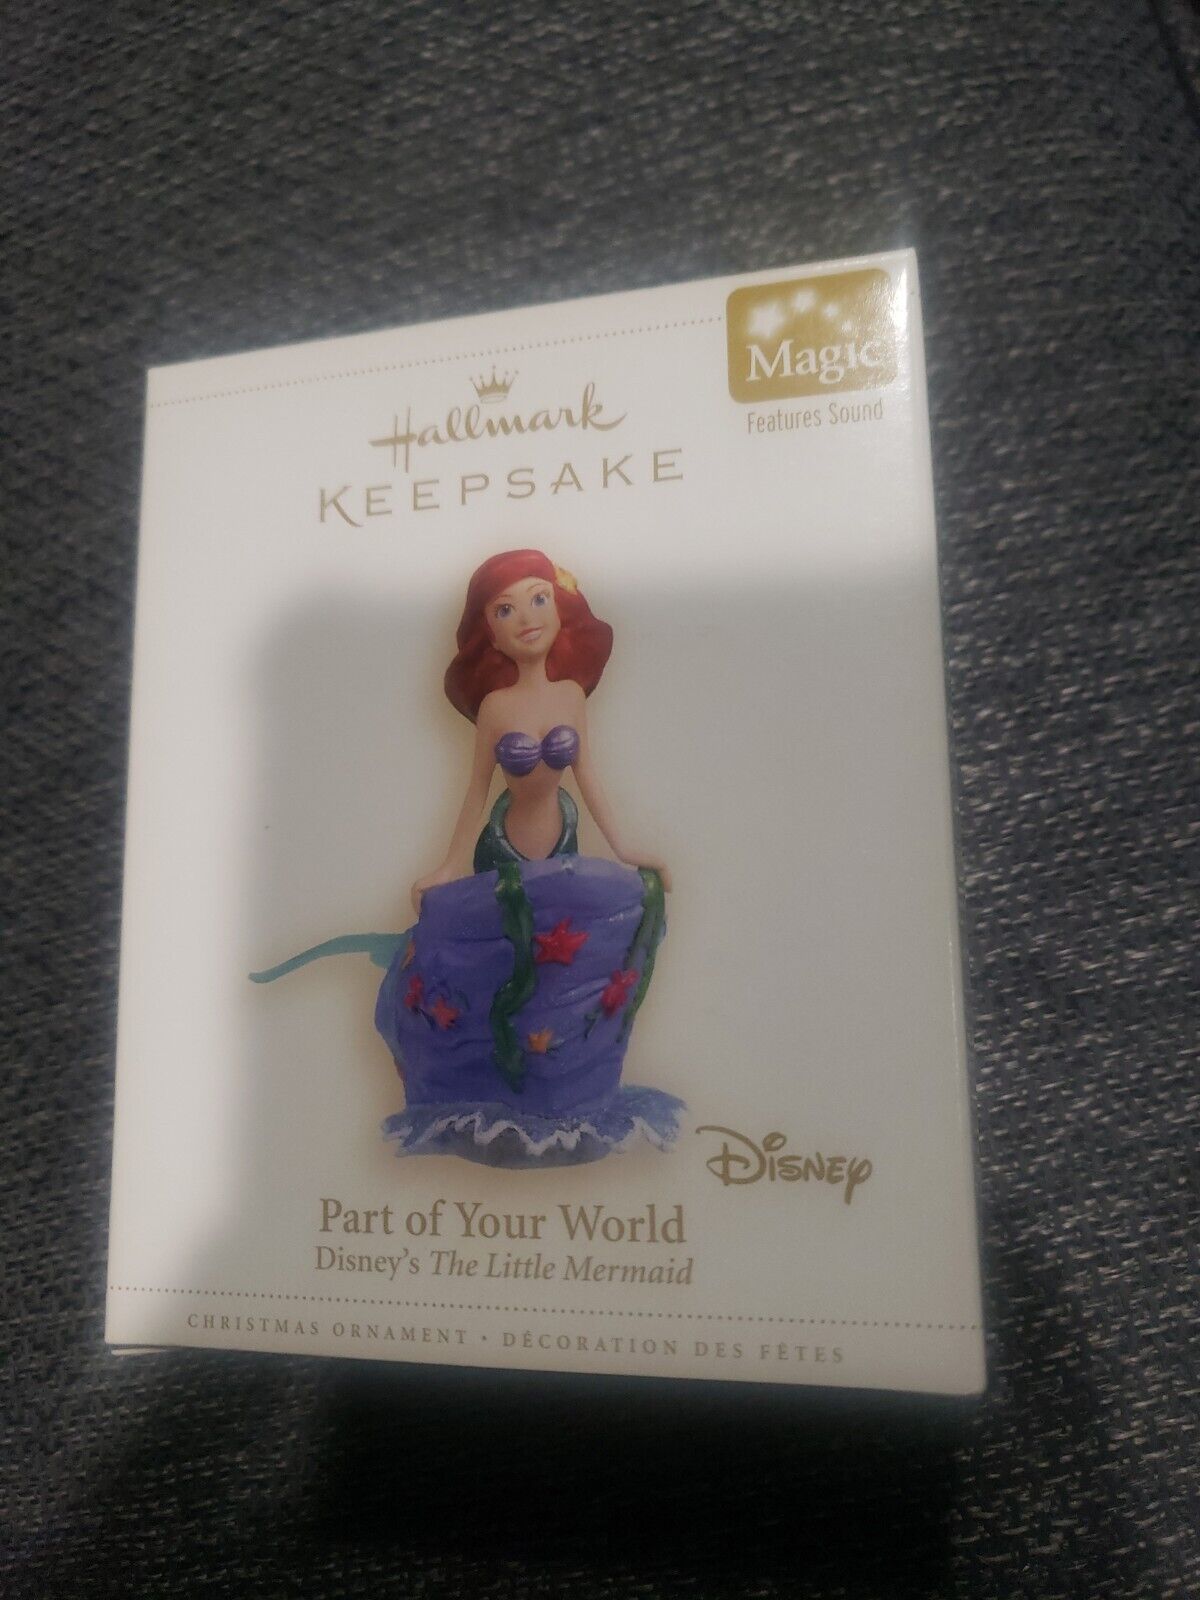 Magic
Features Sound
Hallmark
KEEPSAKE
Disney
Part of Your World
Disney's The Little Mermaid
CHRISTMAS ORNAMENT • DÉCORATION DES FÊTES